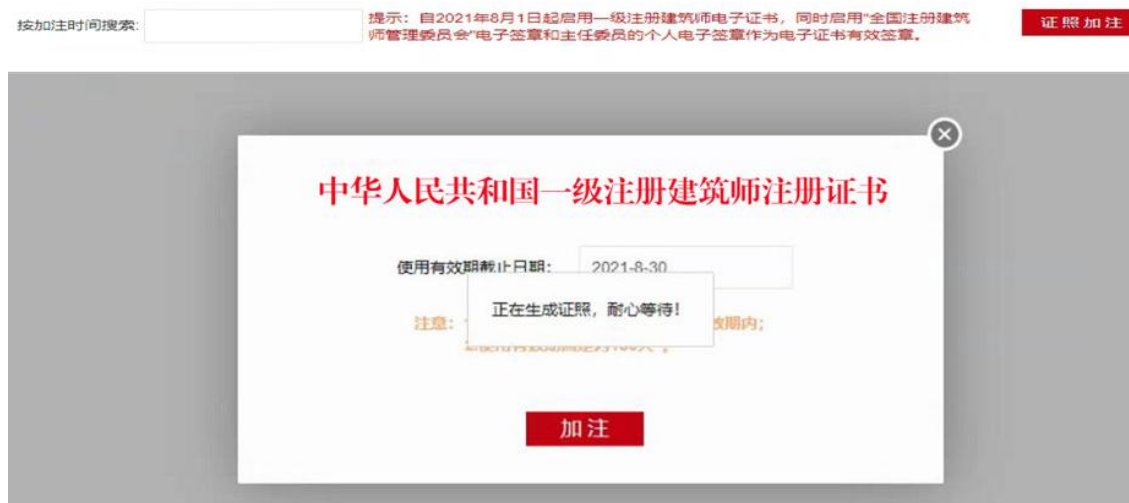 按加注时间搜索:
提示：自2021年8月1日起启用一级注册建筑师电子证书，同时启用"全国注册建筑
师管理委员会"电子签章和主任委员的个人电子签章作为电子证书有效签章。
证照加注
中华人民共和国一级注册建筑师注册证书
使用有效期截止日期：
2021-8-30
正在生成证照，耐心等待！
注意：
效期内；
加注